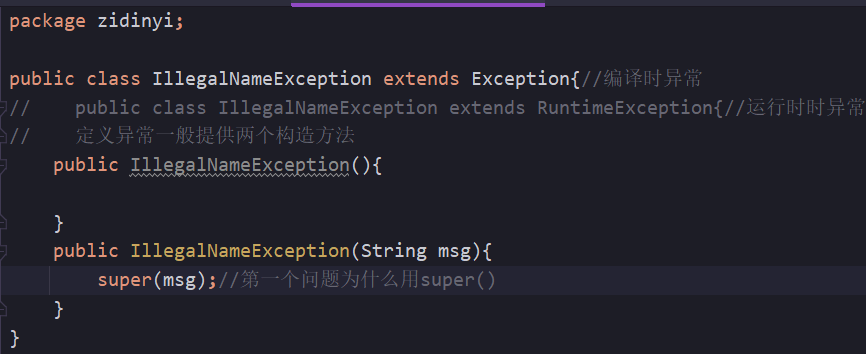 package zidinyi;
public class IllegalNameException extends Exception{//编译时异常
//    public class IllegalNameException extends RuntimeException{//运行时时异常
//    定义异常一般提供两个构造方法
    public IllegalNameException(){
    }
    public IllegalNameException(String msg){
        super(msg);//第一个问题为什么用super()
    }
}